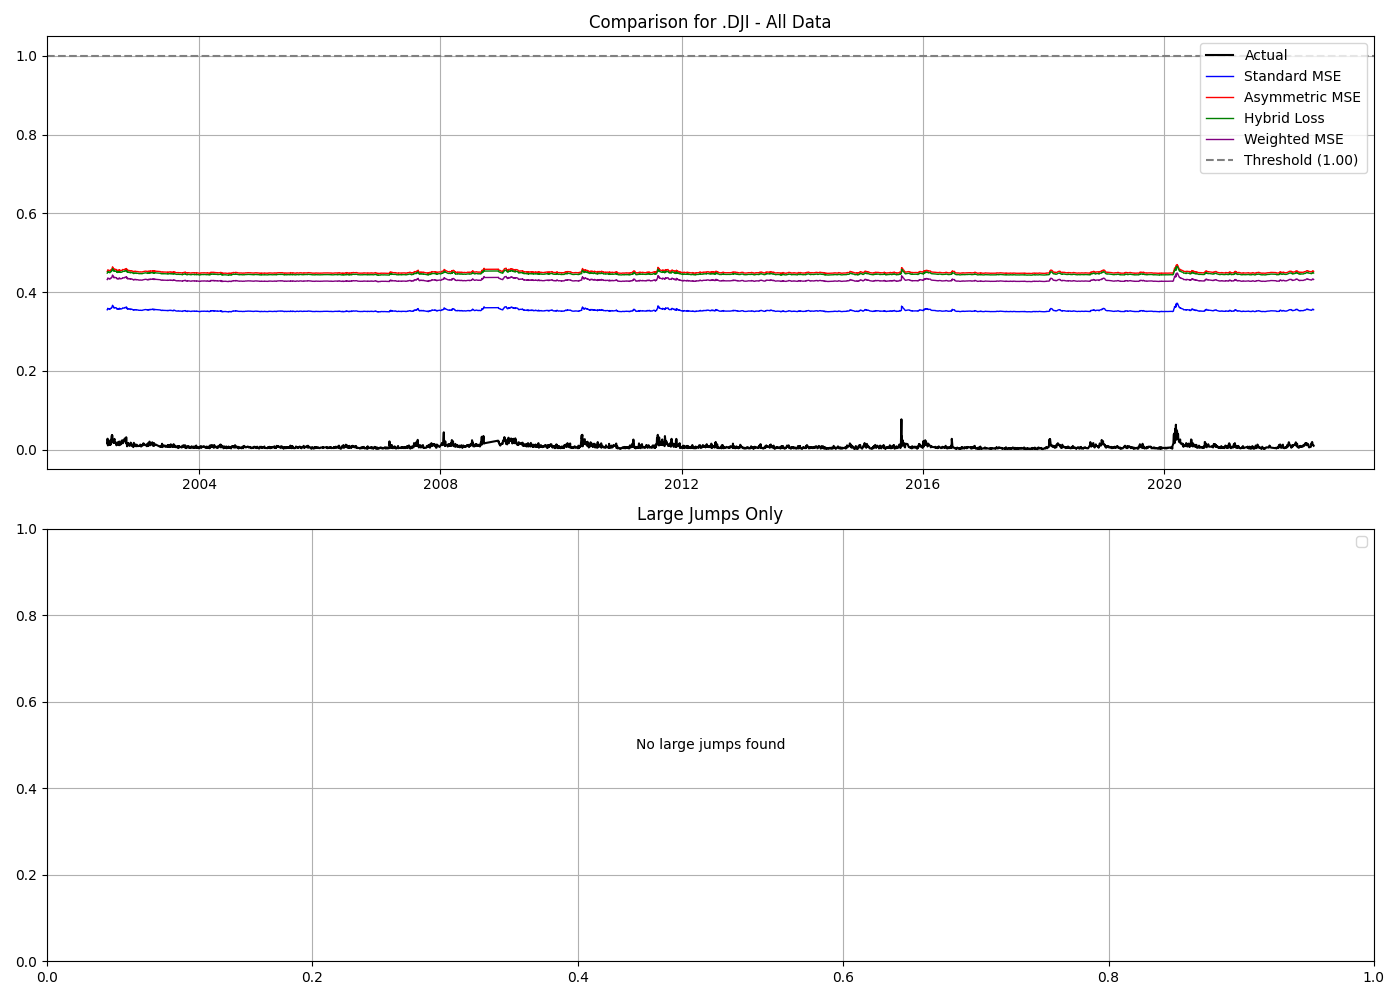 Comparison for .DJI - All Data
1.0
0.8
0.6
0.4
0.2
0.0
Actual
Standard MSE
Asymmetric MSE
Hybrid Loss
Weighted MSE
Threshold (1.00)
2004 2008 2012 2016 2020
Large Jumps Only
1.0
0.8
0.6
0.4
0.2
0.0
No large jumps found
0.0 0.2 0.4 0.6 0.8 1.0